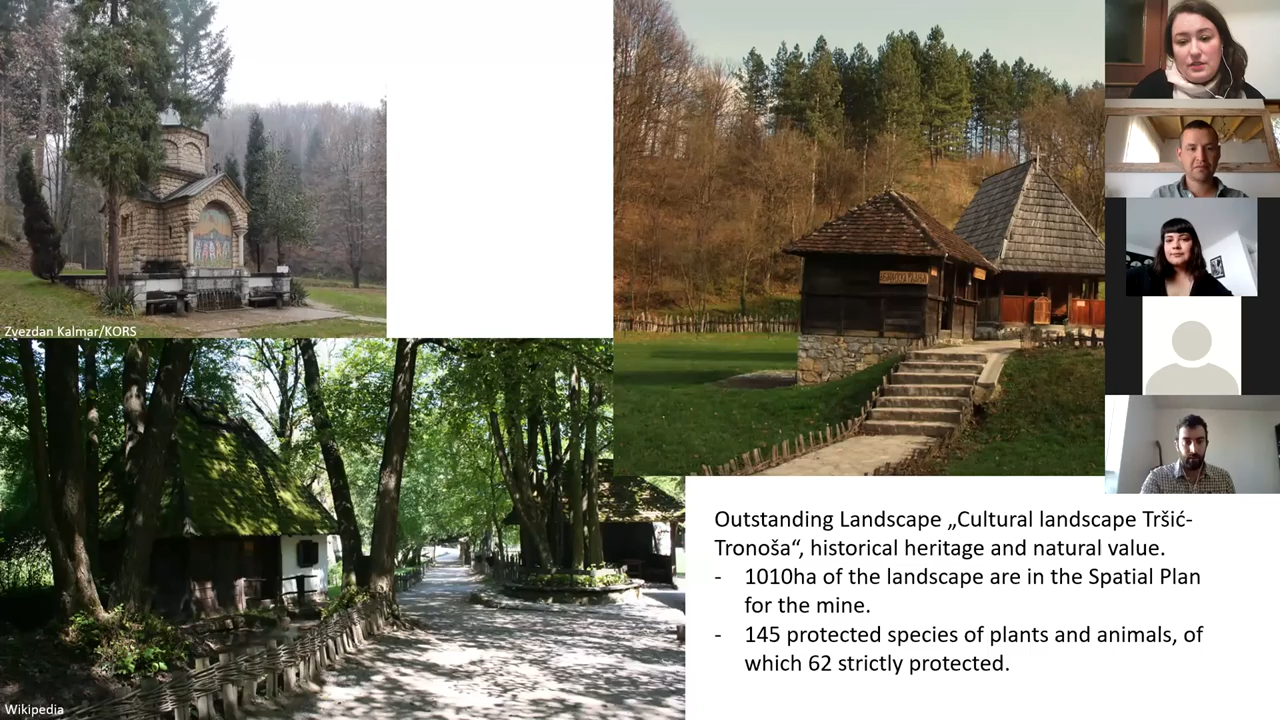 Zvezdan Kalmar/KORS
Wikipedia
Outstanding Landscape „Cultural landscape Tršić-
Tronoša“, historical heritage and natural value.
- 1010ha of the landscape are in the Spatial Plan
for the mine.
- 145 protected species of plants and animals, of
which 62 strictly protected.